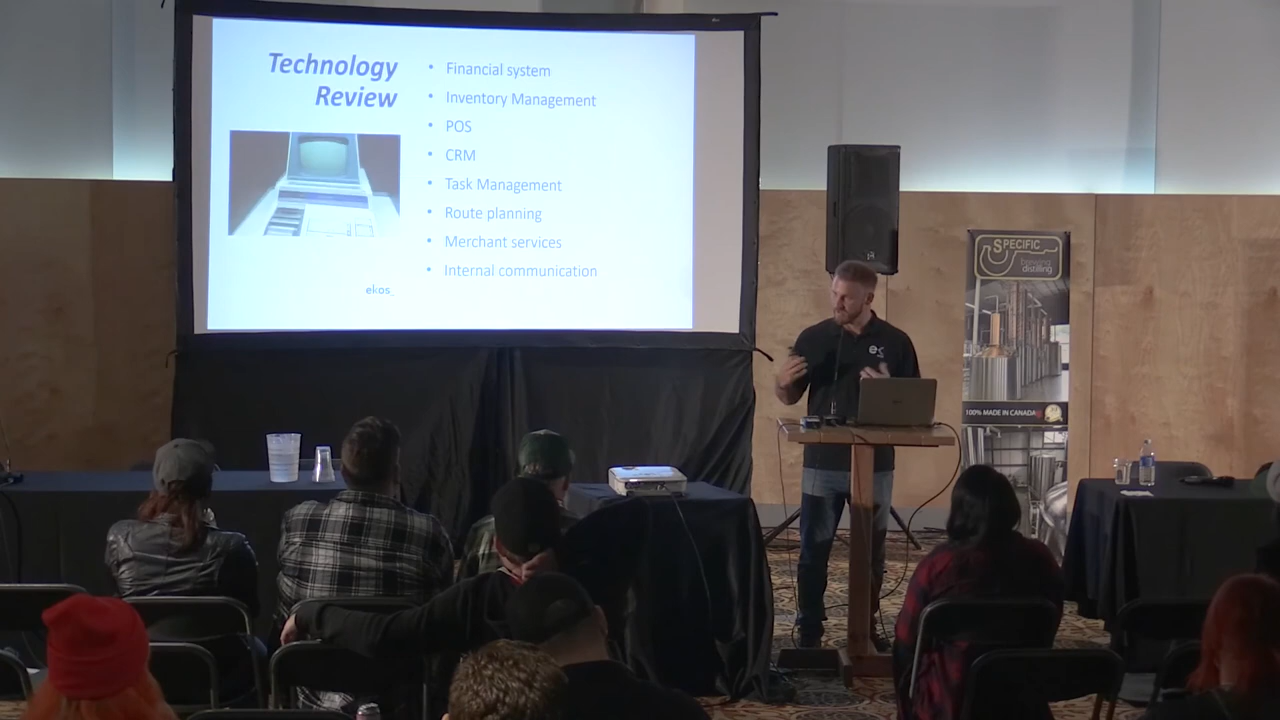 Technology
Review
• Financial system
• Inventory Management
• POS
• CRM
• Task Management
• Route planning
• Merchant services
• Internal communication
ekos_
SPECIFIC
brewing
distilling
100% MADE IN CANADA